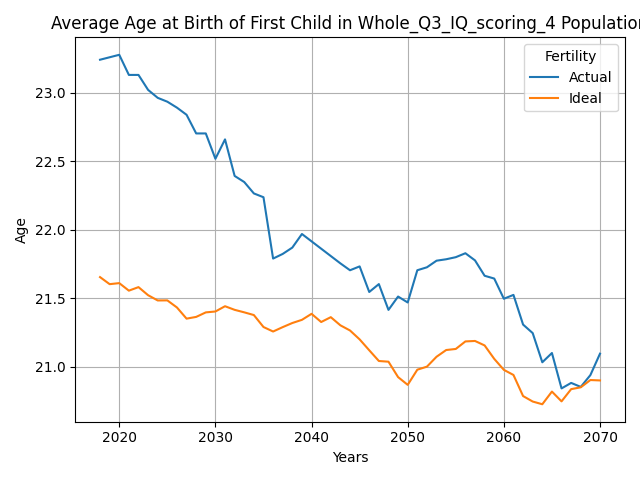 Average Age at Birth of First Child in Whole_Q3_IQ_scoring_4 Population
Fertility
Actual
Ideal
Age
23.0
22.5
22.0
21.5
21.0
2020 2030 2040 2050 2060 2070
Years